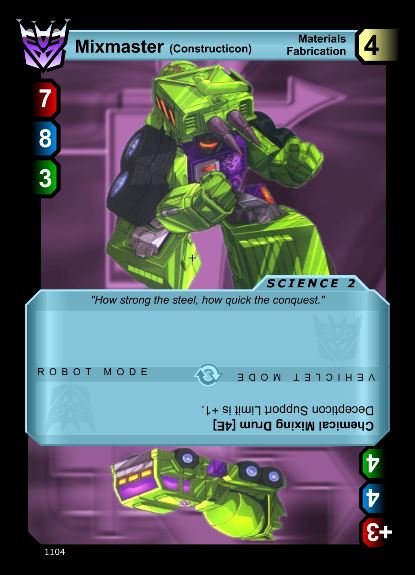 Mixmaster (Constructicon)
Materials
Fabrication
4
7
8
3
SCIENCE 2
"How strong the steel, how quick the conquest."
ROBOT MODE
VEHICLET MODE
Chemical Mixing Drum [4E]
Decepticon Support Limit is +1.
+3
4
4
1104